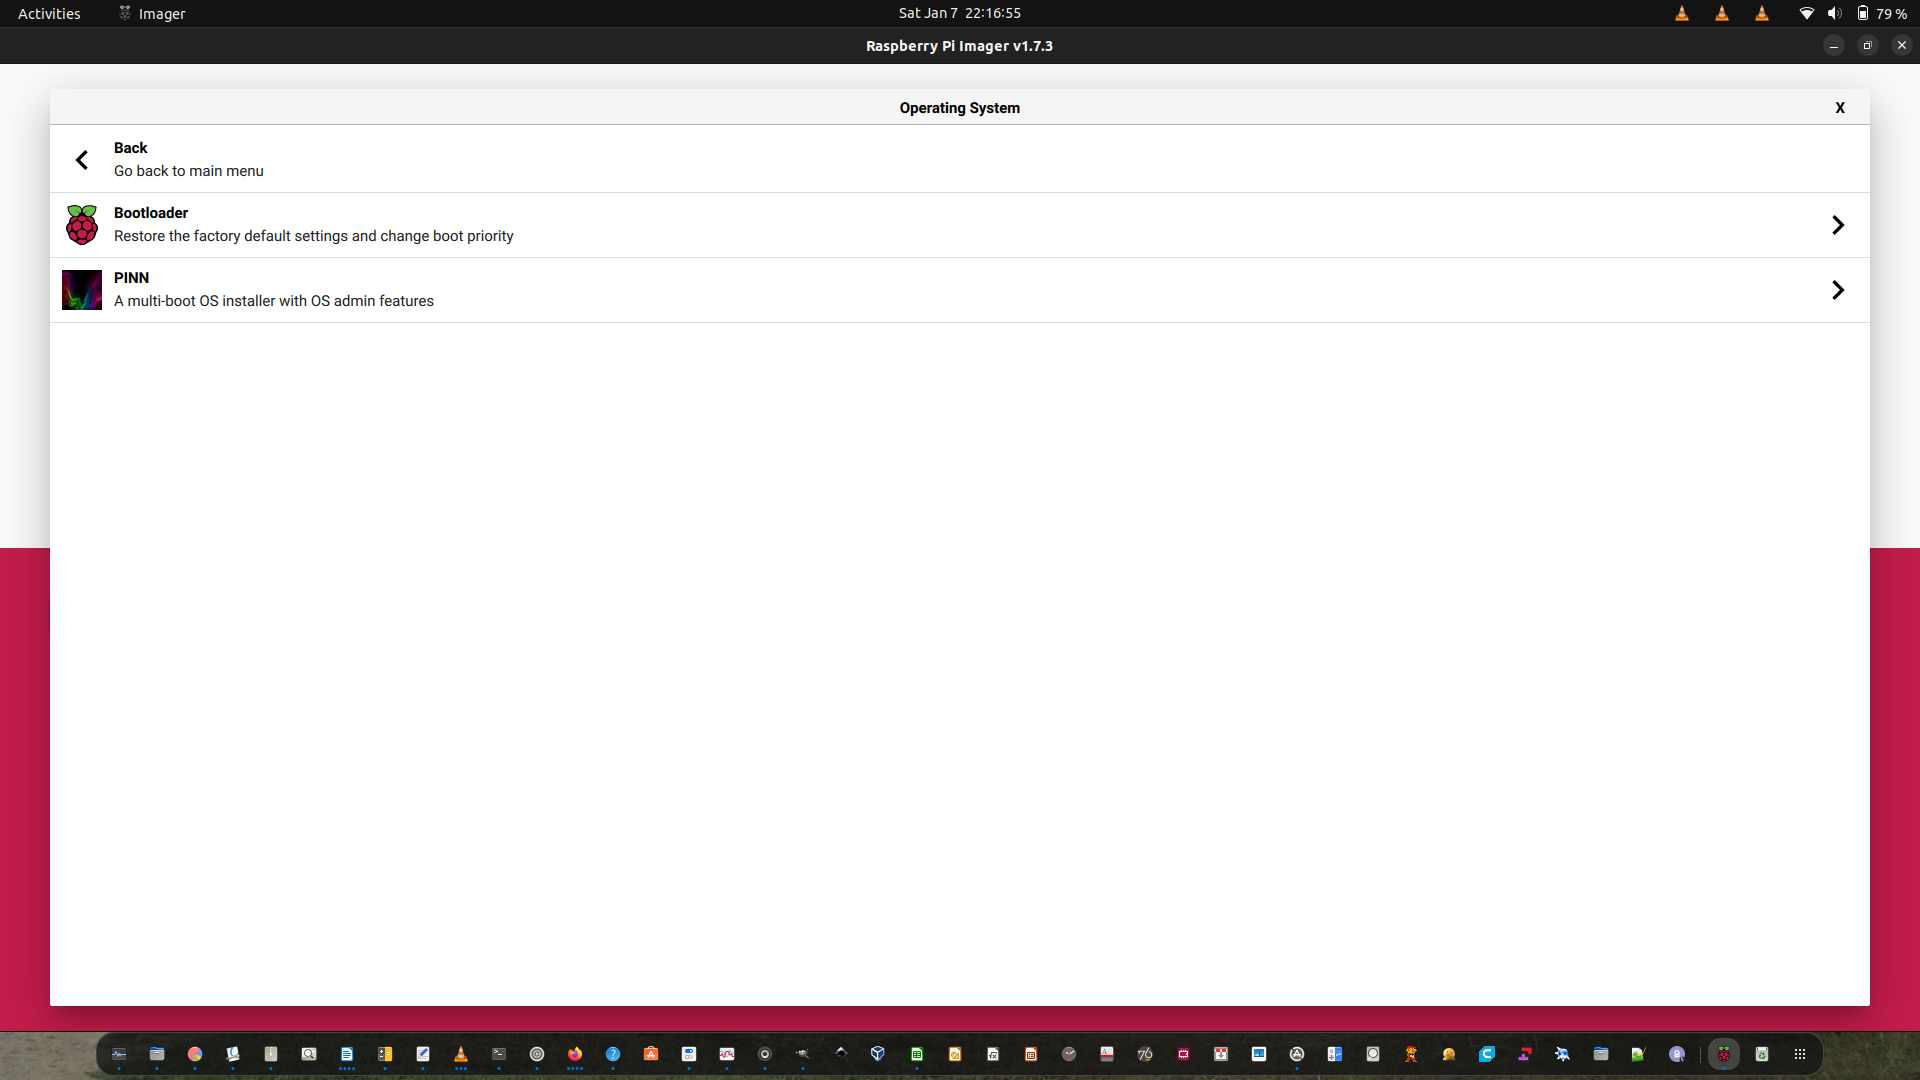 Activities
Imager
Sat Jan 7 22:16:55
79 %
Raspberry Pi Imager v1.7.3
Operating System
X
Back
Go back to main menu
Bootloader
Restore the factory default settings and change boot priority
PINN
A multi-boot OS installer with OS admin features